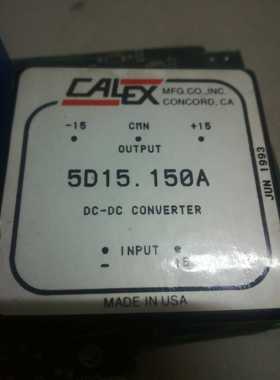 CALEX MFG.CO.,INC.
CONCORD, CA
-15 CMN +15
OUTPUT
5D15.150A
DC-DC CONVERTER
INPUT
-
MADE IN USA
JUN 1993